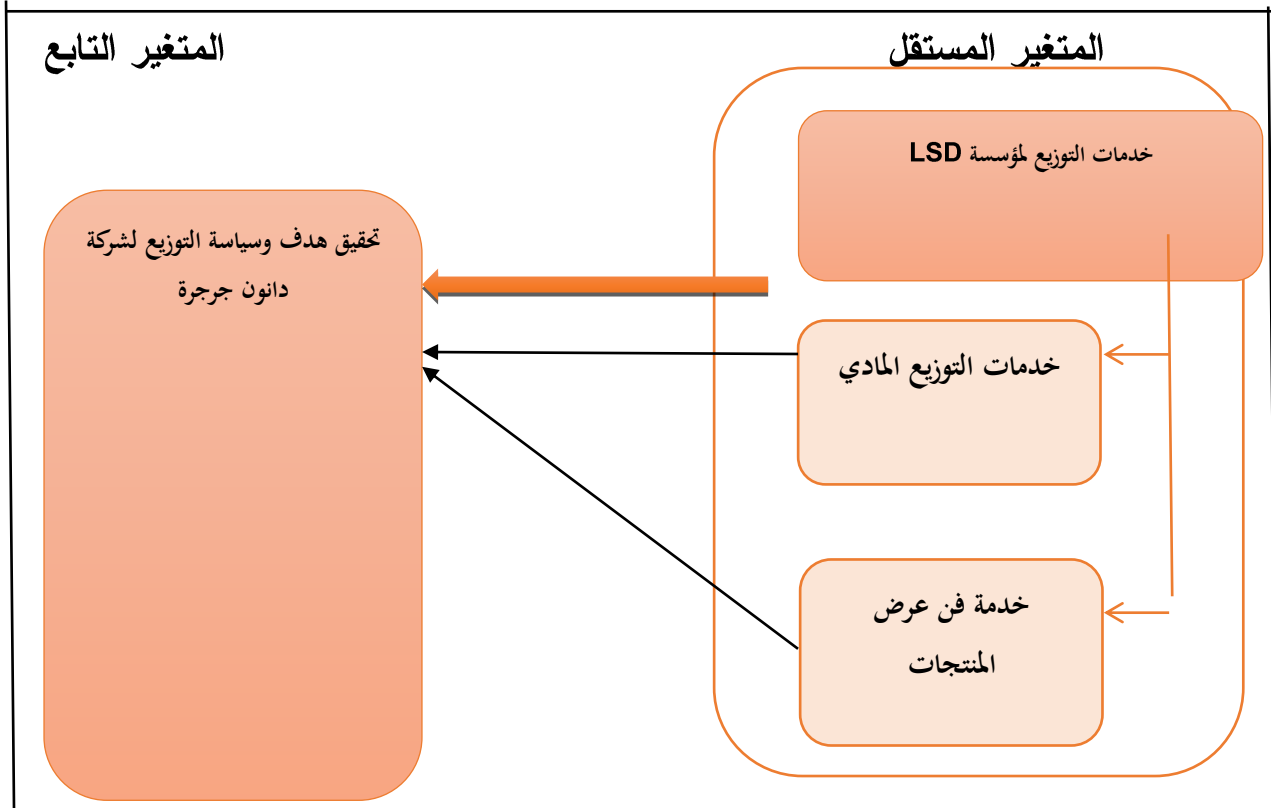 المتغير المستقل
المتغير التابع
خدمات التوزيع لمؤسسة LSD
تحقيق هدف وسياسة التوزيع لشركة
دانون جرجرة
خدمات التوزيع المادي
خدمة فن عرض
المنتجات